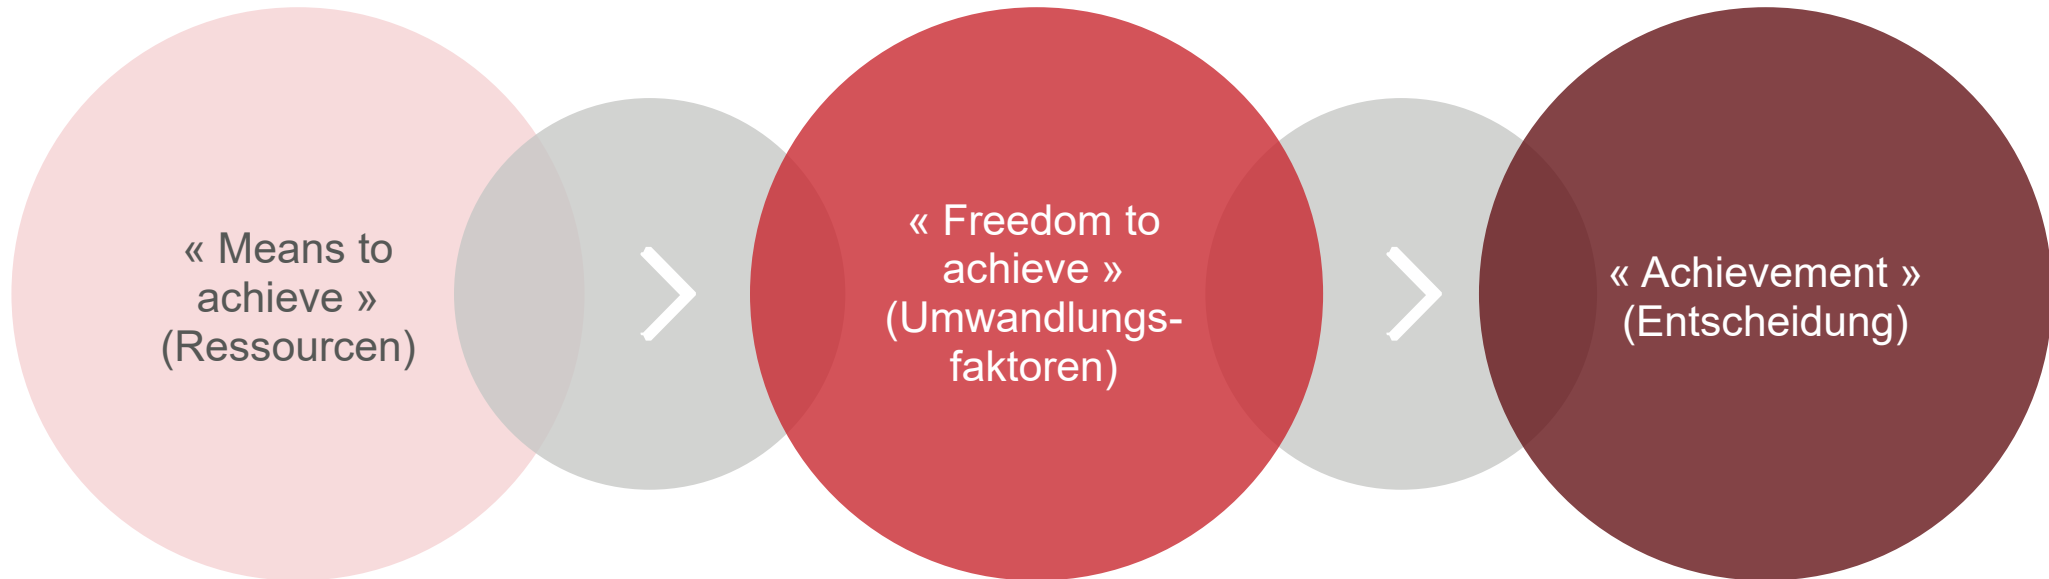 « Means to
achieve »
(Ressourcen)
« Freedom to
achieve »
(Umwandlungs-
faktoren)
« Achievement »
(Entscheidung)